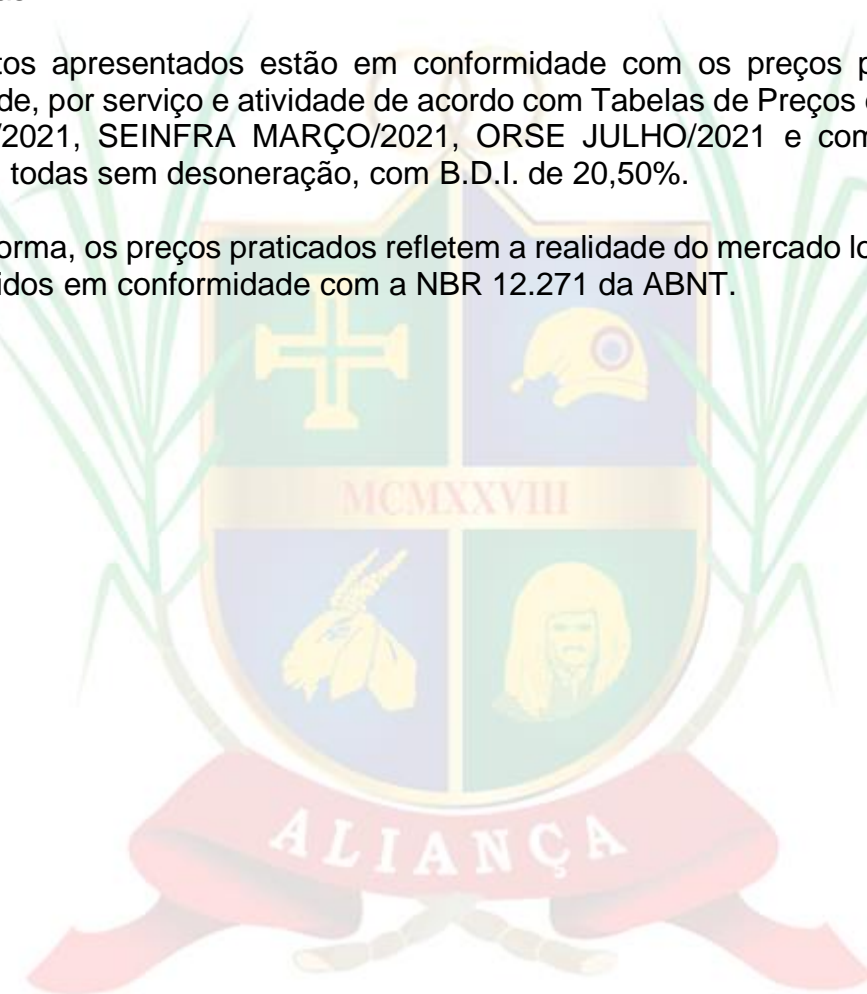 tos apresentados estão em conformidade com os preços p
de, por serviço e atividade de acordo com Tabelas de Preços
/2021, SEINFRA MARÇO/2021, ORSE JULHO/2021 e com
todas sem desoneração, com B.D.I. de 20,50%.
orma, os preços praticados refletem a realidade do mercado lo
idos em conformidade com a NBR 12.271 da ABNT.
MCMXXVIII
ALIANÇA